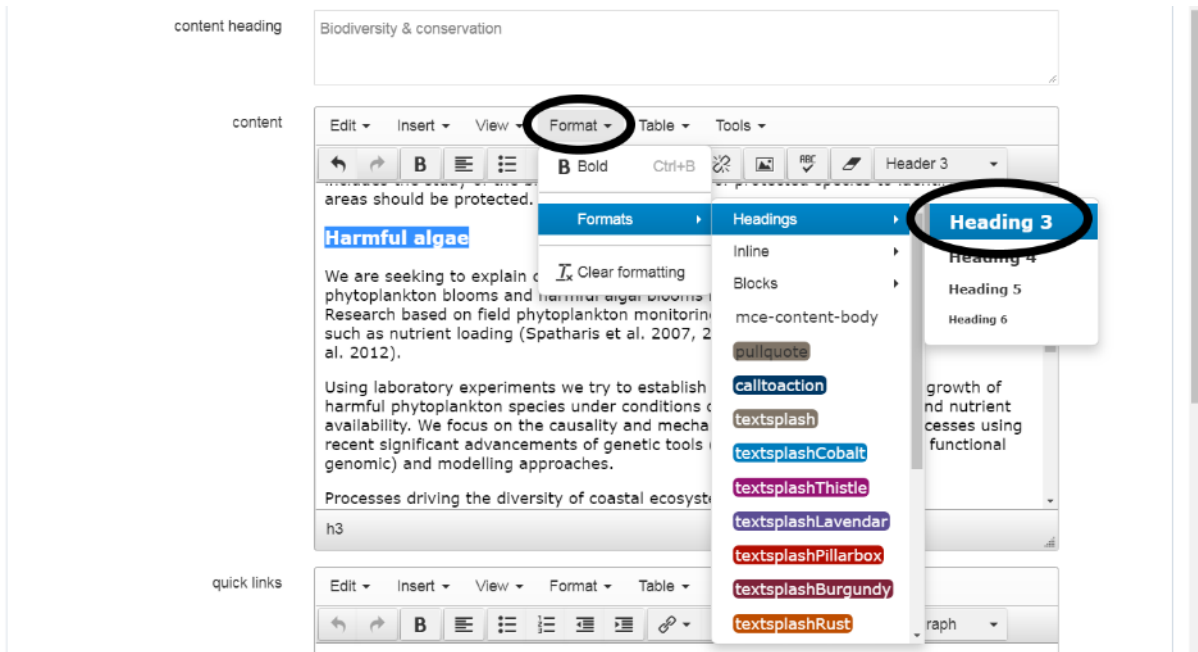 content heading
Biodiversity & conservation
content
Edit Insert View Format Table Tools
B Header 3
B Bold Ctrl+B
areas should be protected.
Formats
Headings
Heading 3
Harmful algae
Inline
Heading 4
Clear formatting
We are seeking to explain
Blocks
Heading 5
phytoplankton blooms and harmful algal blooms
mce-content-body
Heading 6
Research based on field phytoplankton monitorin
such as nutrient loading (Spatharis et al. 2007, 2
al. 2012).
pullquote
Using laboratory experiments we try to establish
calltoaction
growth of
harmful phytoplankton species under conditions
nd nutrient
availability. We focus on the causality and mecha
textsplash
cesses using
recent significant advancements of genetic tools
functional
genomic) and modelling approaches.
textsplashCobalt
textsplashThistle
Processes driving the diversity of coastal ecosyste
h3
textsplashLavendar
textsplashPillarbox
quick links
Edit Insert View Format Table
textsplashBurgundy
B
textsplashRust
raph